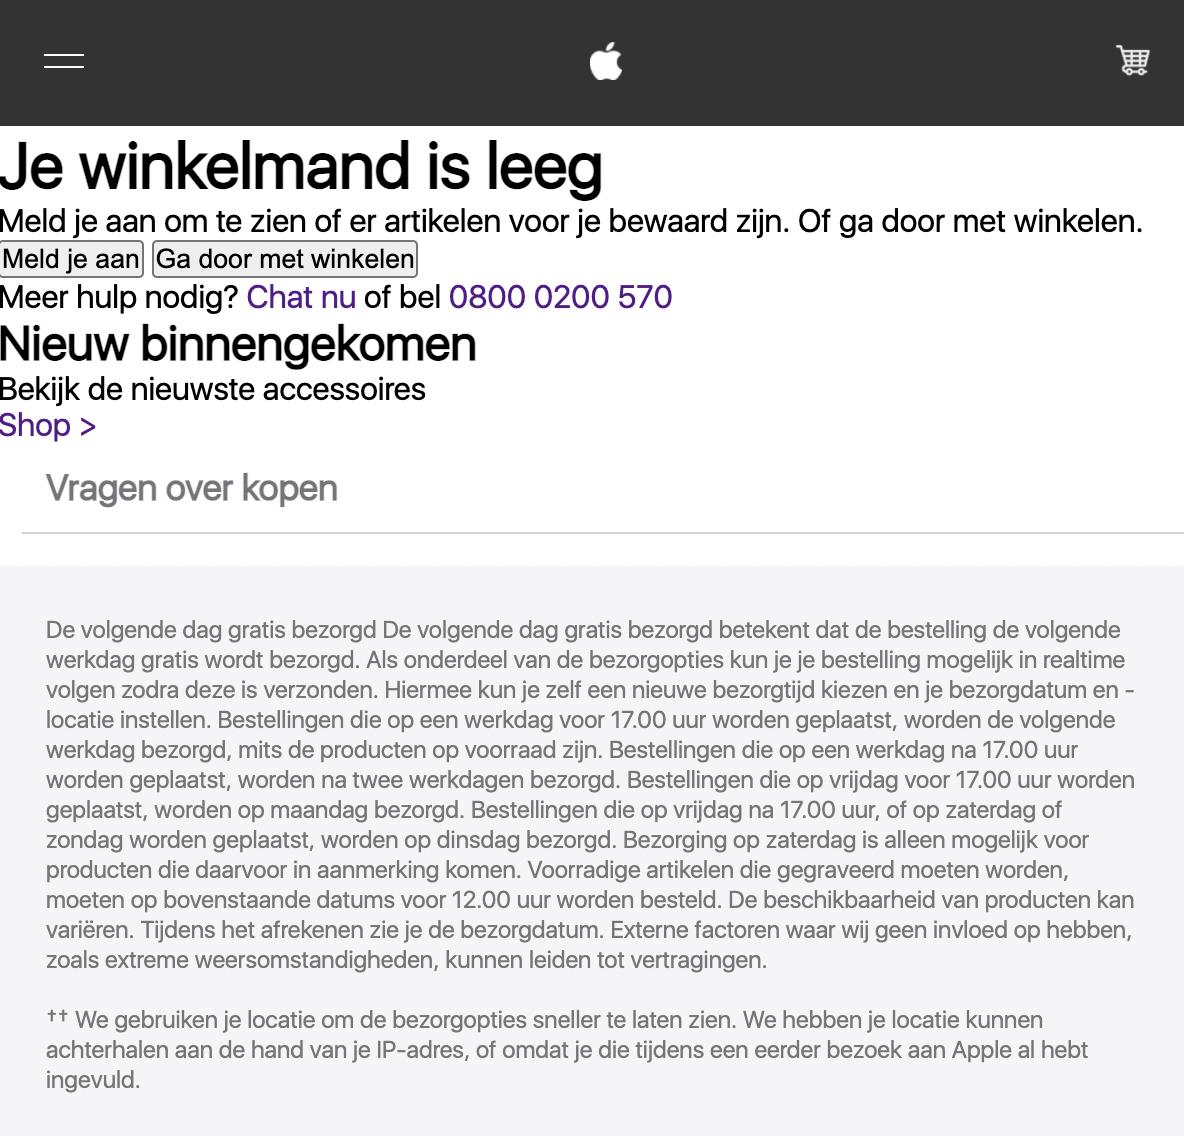 Je winkelmand is leeg
Meld je aan om te zien of er artikelen voor je bewaard zijn. Of ga door met winkelen.
Meld je aan Ga door met winkelen
Meer hulp nodig? Chat nu of bel 0800 0200 570
Nieuw binnengekomen
Bekijk de nieuwste accessoires
Shop >
Vragen over kopen
De volgende dag gratis bezorgd De volgende dag gratis bezorgd betekent dat de bestelling de volgende
werkdag gratis wordt bezorgd. Als onderdeel van de bezorgopties kun je je bestelling mogelijk in realtime
volgen zodra deze is verzonden. Hiermee kun je zelf een nieuwe bezorgtijd kiezen en je bezorgdatum en -
locatie instellen. Bestellingen die op een werkdag voor 17.00 uur worden geplaatst, worden de volgende
werkdag bezorgd, mits de producten op voorraad zijn. Bestellingen die op een werkdag na 17.00 uur
worden geplaatst, worden na twee werkdagen bezorgd. Bestellingen die op vrijdag voor 17.00 uur worden
geplaatst, worden op maandag bezorgd. Bestellingen die op vrijdag na 17.00 uur, of op zaterdag of
zondag worden geplaatst, worden op dinsdag bezorgd. Bezorging op zaterdag is alleen mogelijk voor
producten die daarvoor in aanmerking komen. Voorradige artikelen die gegraveerd moeten worden,
moeten op bovenstaande datums voor 12.00 uur worden besteld. De beschikbaarheid van producten kan
variëren. Tijdens het afrekenen zie je de bezorgdatum. Externe factoren waar wij geen invloed op hebben,
zoals extreme weersomstandigheden, kunnen leiden tot vertragingen.
†† We gebruiken je locatie om de bezorgopties sneller te laten zien. We hebben je locatie kunnen
achterhalen aan de hand van je IP-adres, of omdat je die tijdens een eerder bezoek aan Apple al hebt
ingevuld.